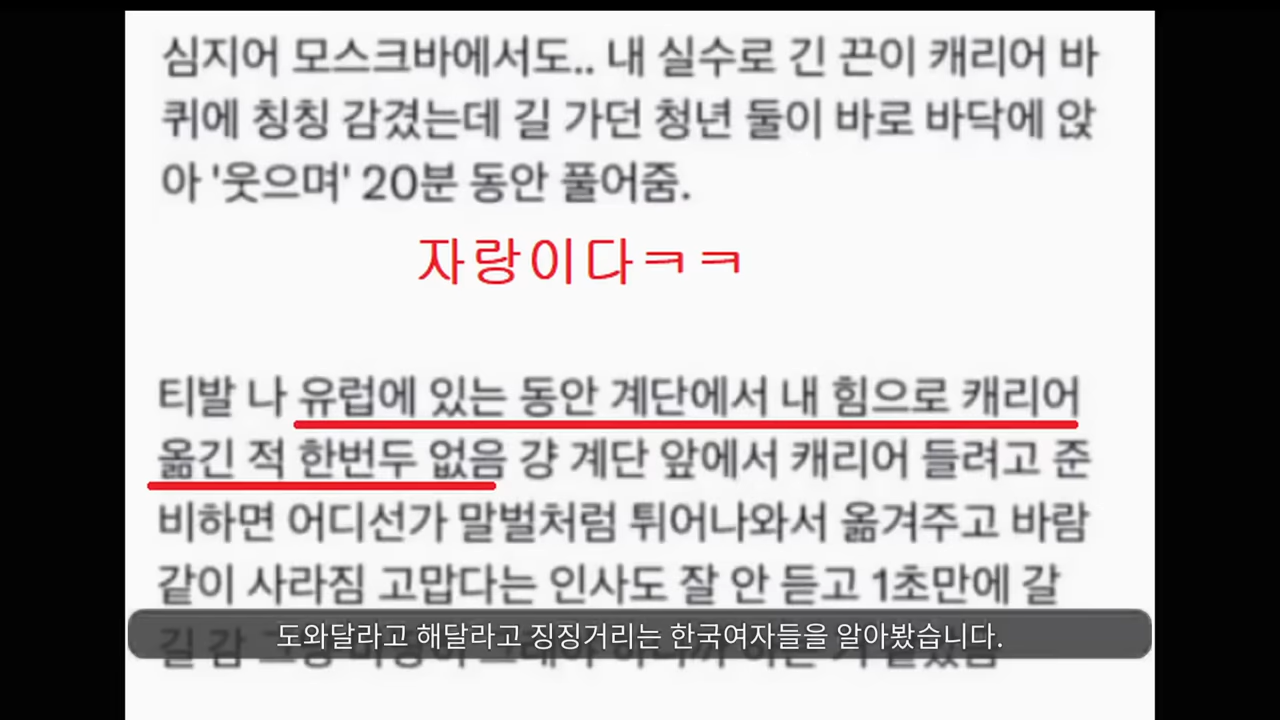 심지어 모스크바에서도.. 내 실수로 긴 끈이 캐리어 바
퀴에 칭칭 감겼는데 길 가던 청년 둘이 바로 바닥에 앉
아 '웃으며' 20분 동안 풀어줌.
자랑이다ㅋㅋ
티발 나 유럽에 있는 동안 계단에서 내 힘으로 캐리어
옮긴 적 한번두 없음 걍 계단 앞에서 캐리어 들려고 준
비하면 어디선가 말벌처럼 튀어나와서 옮겨주고 바람
같이 사라짐 고맙다는 인사도 잘 안 듣고 1초만에 갈
길 감
도와달라고 해달라고 징징거리는 한국여자들을 알아봤습니다.